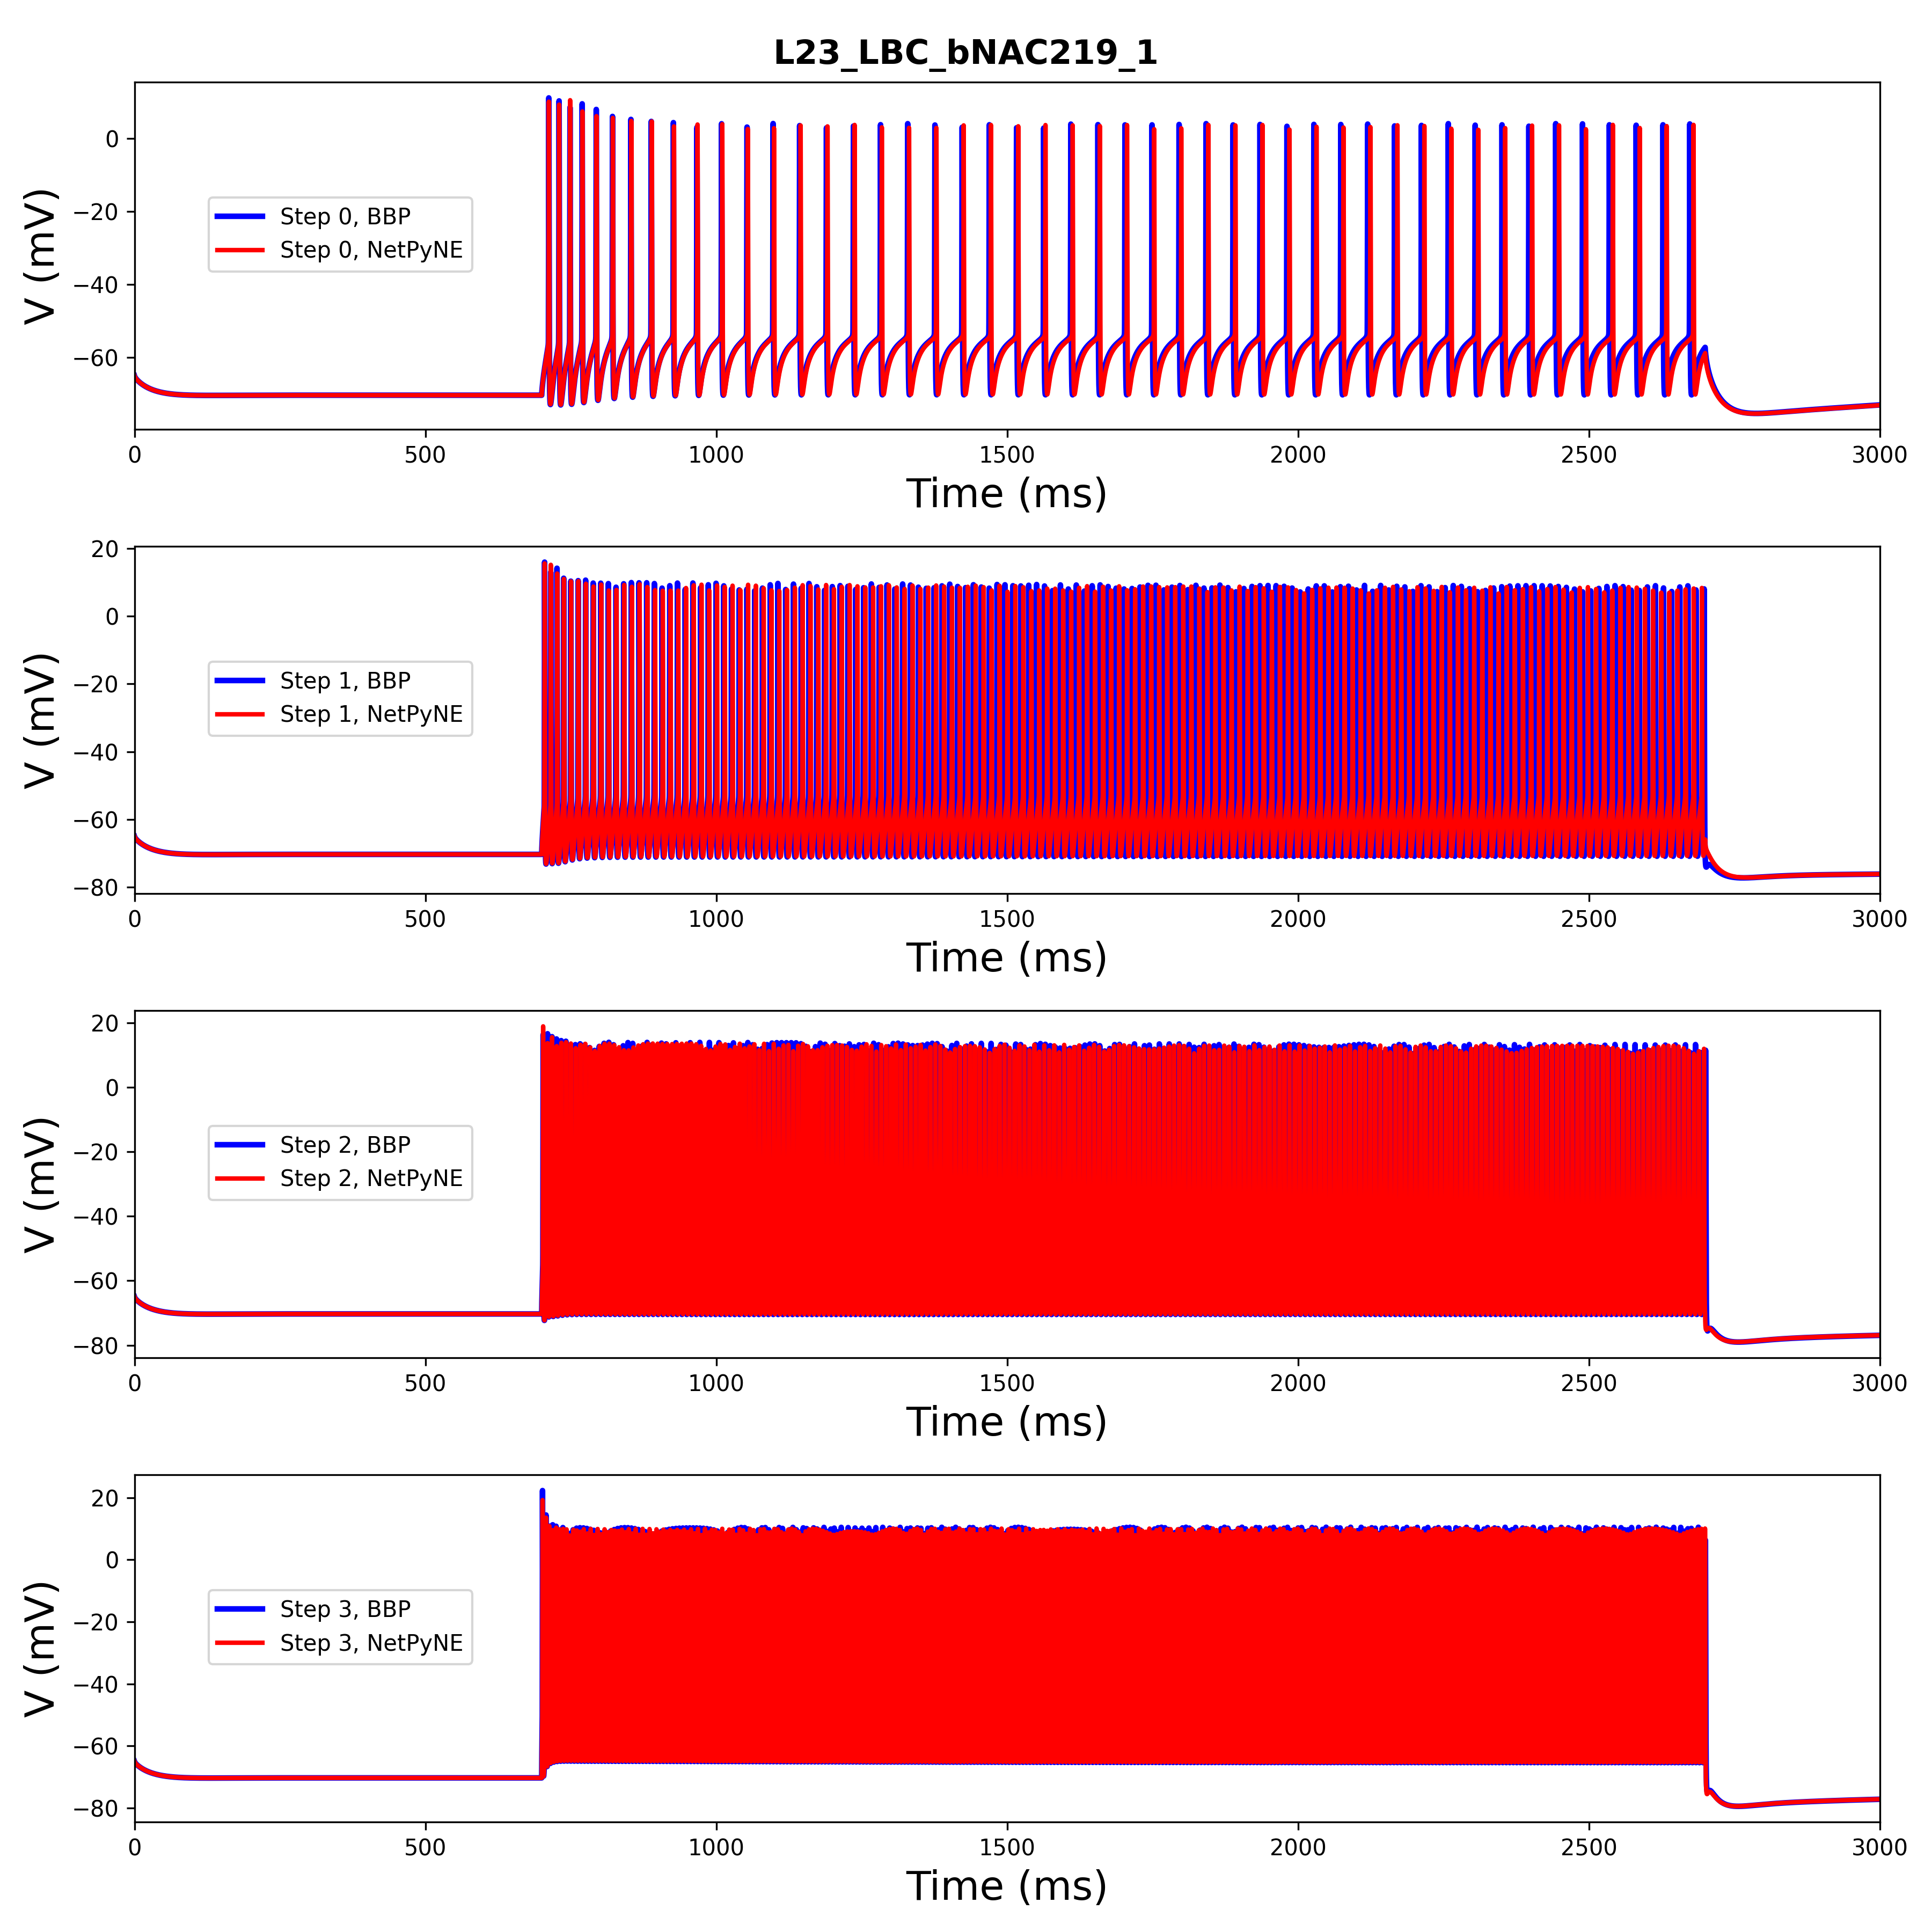 L23_LBC_bNAC219_1
0
−20
−40
−60
V (mV)
Step 0, BBP
Step 0, NetPyNE
0 500 1000 1500 2000 2500 3000
Time (ms)
20
0
−20
−40
−60
−80
V (mV)
Step 1, BBP
Step 1, NetPyNE
0 500 1000 1500 2000 2500 3000
Time (ms)
20
0
−20
−40
−60
−80
V (mV)
Step 2, BBP
Step 2, NetPyNE
0 500 1000 1500 2000 2500 3000
Time (ms)
20
0
−20
−40
−60
−80
V (mV)
Step 3, BBP
Step 3, NetPyNE
0 500 1000 1500 2000 2500 3000
Time (ms)